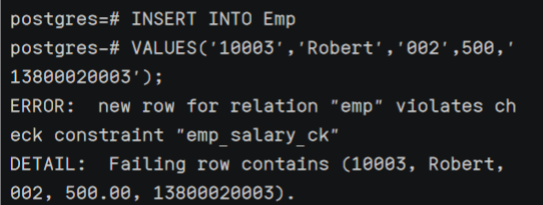 postgres=# INSERT INTO Emp
postgres-# VALUES('10003','Robert','002',500,'
13800020003');
ERROR:  new row for relation "emp" violates ch
eck constraint "emp_salary_ck"
DETAIL:  Failing row contains (10003, Robert,
002, 500.00, 13800020003).